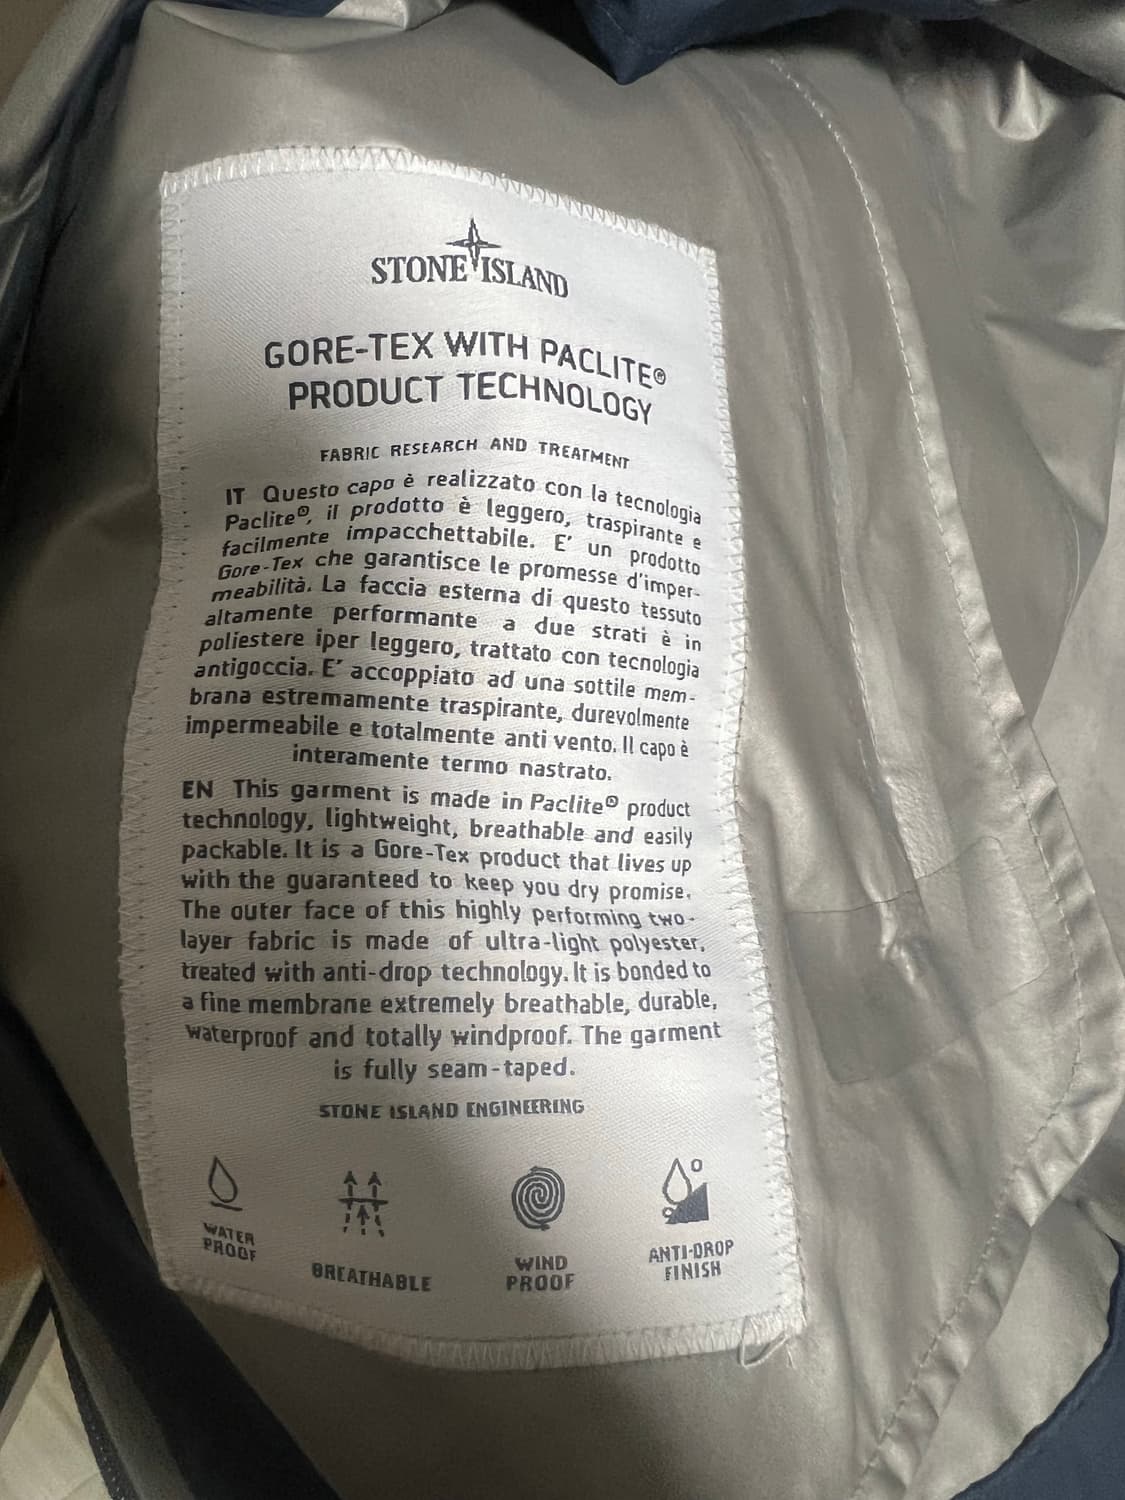 STONE ISLAND
GORE-TEX WITH PACLITE®
PRODUCT TECHNOLOGY
FABRIC RESEARCH AND TREATMENT
IT Questo capo è realizzato con la tecnologia
Paclite®, il prodotto è leggero, traspirante e
facilmente impacchettabile. E' un prodotto
Gore-Tex che garantisce le promesse d'imper-
meabilità. La faccia esterna di questo tessuto
altamente performante a due strati è in
poliestere iper leggero, trattato con tecnologia
antigoccia. E' accoppiato ad una sottile mem-
brana estremamente traspirante, durevolmente
impermeabile e totalmente anti vento. Il capo è
interamente termo nastrato.
EN This garment is made in Paclite® product
technology, lightweight, breathable and easily
packable. It is a Gore-Tex product that lives up
with the guaranteed to keep you dry promise.
The outer face of this highly performing two-
layer fabric is made of ultra-light polyester,
treated with anti-drop technology. It is bonded to
a fine membrane extremely breathable, durable,
waterproof and totally windproof. The garment
is fully seam-taped.
STONE ISLAND ENGINEERING
WATER
PROOF
BREATHABLE
WIND
PROOF
ANTI-DROP
FINISH